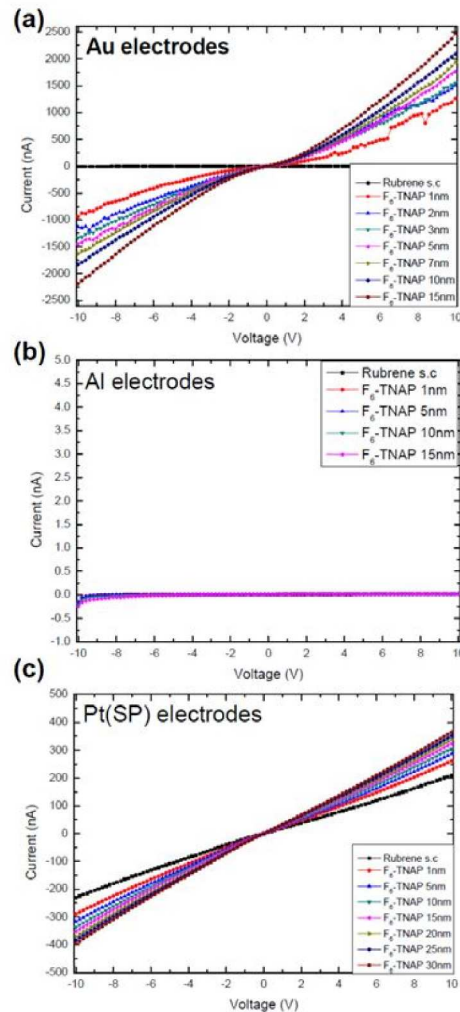 (a)
Au electrodes
Current (nA)
2500
2000
1500
1000
500
0
-500
-1000
-1500
-2000
-2500
Rubrene s.c
F6-TNAP 1nm
F6-TNAP 2nm
F6-TNAP 3nm
F6-TNAP 5nm
F6-TNAP 7nm
F6-TNAP 10nm
F6-TNAP 15nm
-10 -8 -6 -4 -2 0 2 4 6 8 10
Voltage (V)
(b)
Al electrodes
Current (nA)
5.0
4.5
4.0
3.5
3.0
2.5
2.0
1.5
1.0
0.5
0.0
-0.5
-1.0
Rubrene s.c
F6-TNAP 1nm
F6-TNAP 5nm
F6-TNAP 10nm
F6-TNAP 15nm
-10 -8 -6 -4 -2 0 2 4 6 8 10
Voltage (V)
(c)
Pt(SP) electrodes
Current (nA)
500
400
300
200
100
0
-100
-200
-300
-400
-500
Rubrene s.c
F6-TNAP 1nm
F6-TNAP 5nm
F6-TNAP 10nm
F6-TNAP 15nm
F6-TNAP 20nm
F6-TNAP 25nm
F6-TNAP 30nm
-10 -8 -6 -4 -2 0 2 4 6 8 10
Voltage (V)